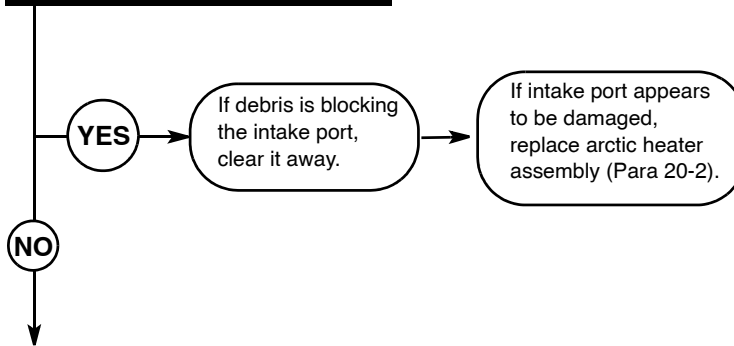 YES
If debris is blocking
the intake port,
clear it away.
If intake port appears
to be damaged,
replace arctic heater
assembly (Para 20-2).
NO